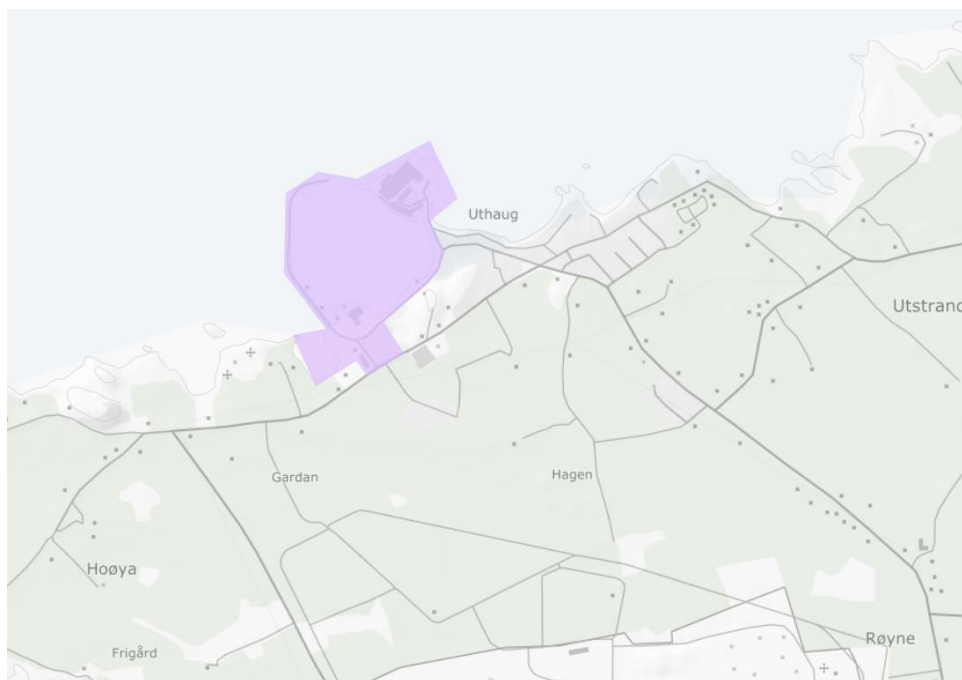 Uthaug
Utstrand
Gardan
Hagen
Hoøya
Røyne
Frigård